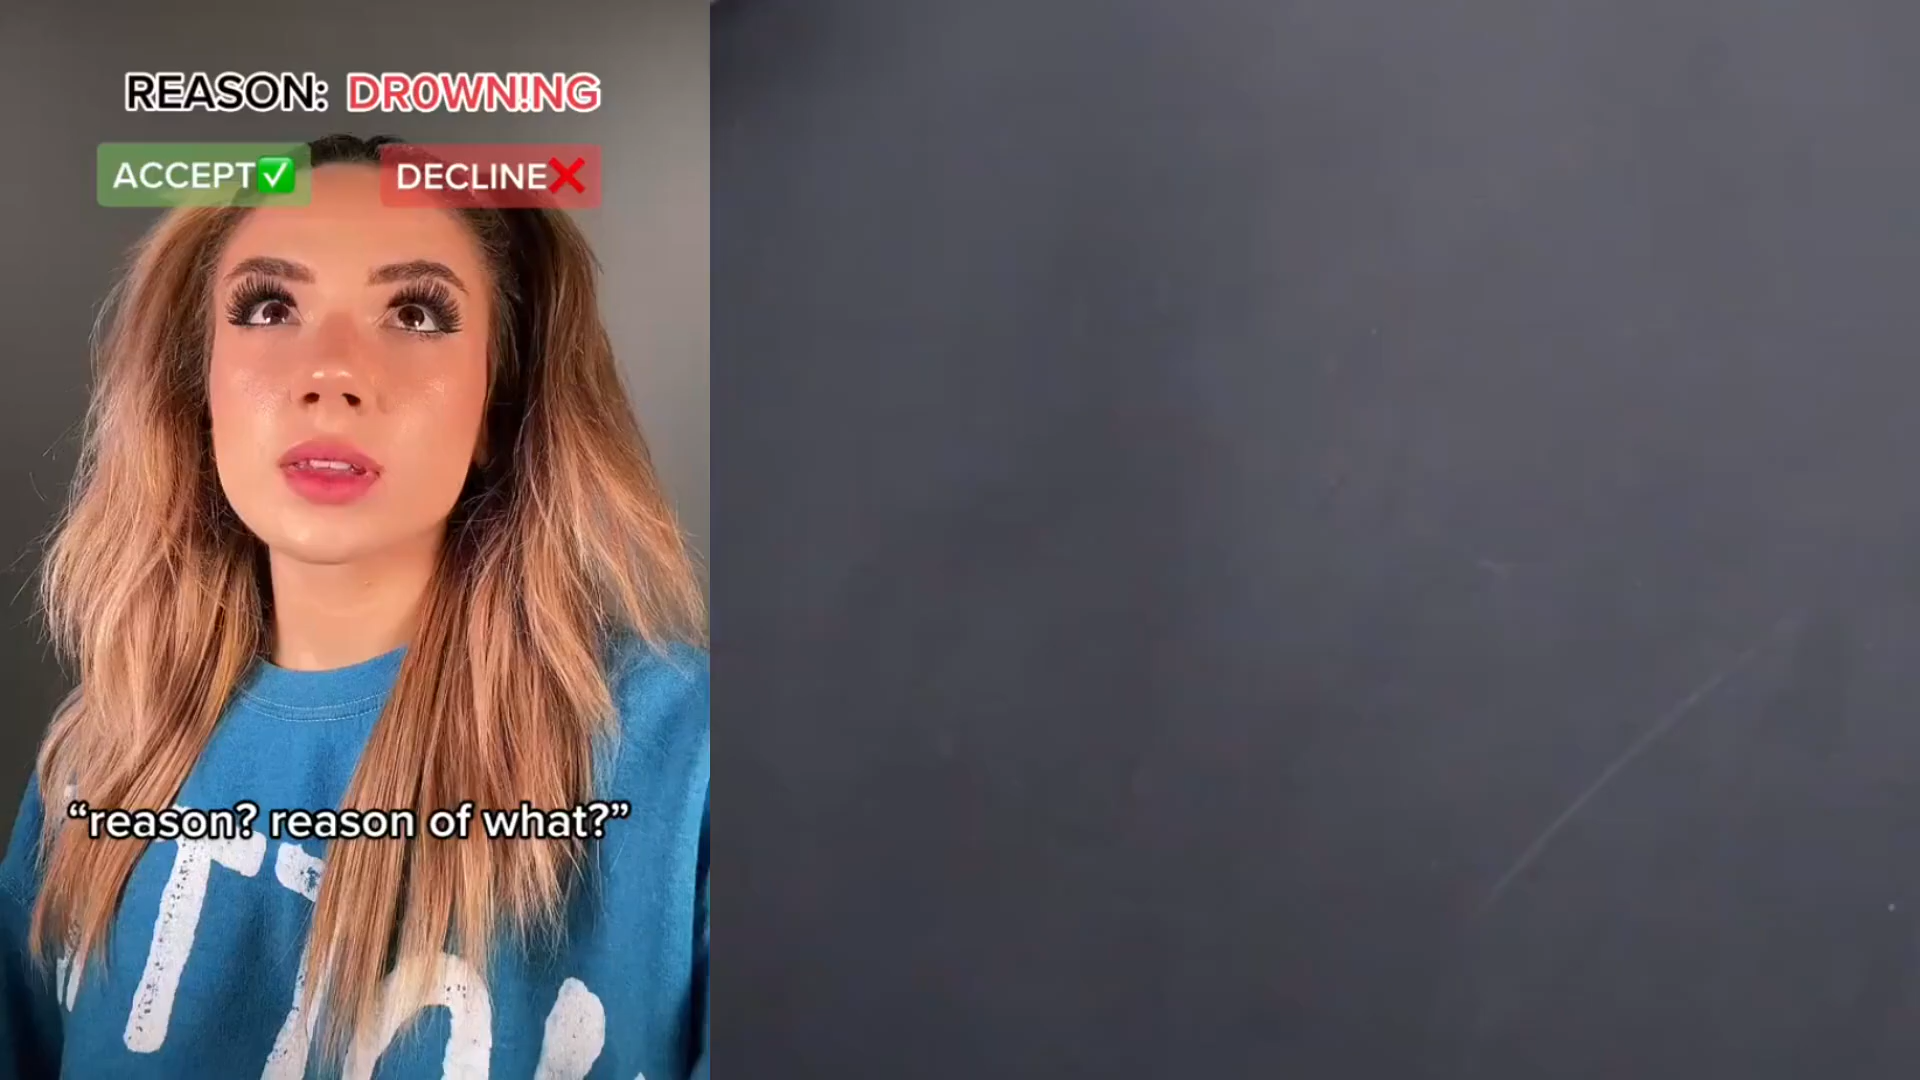 REASON: DR0WN!NG
ACCEPT✅ DECLINE❌
“reason? reason of what?”